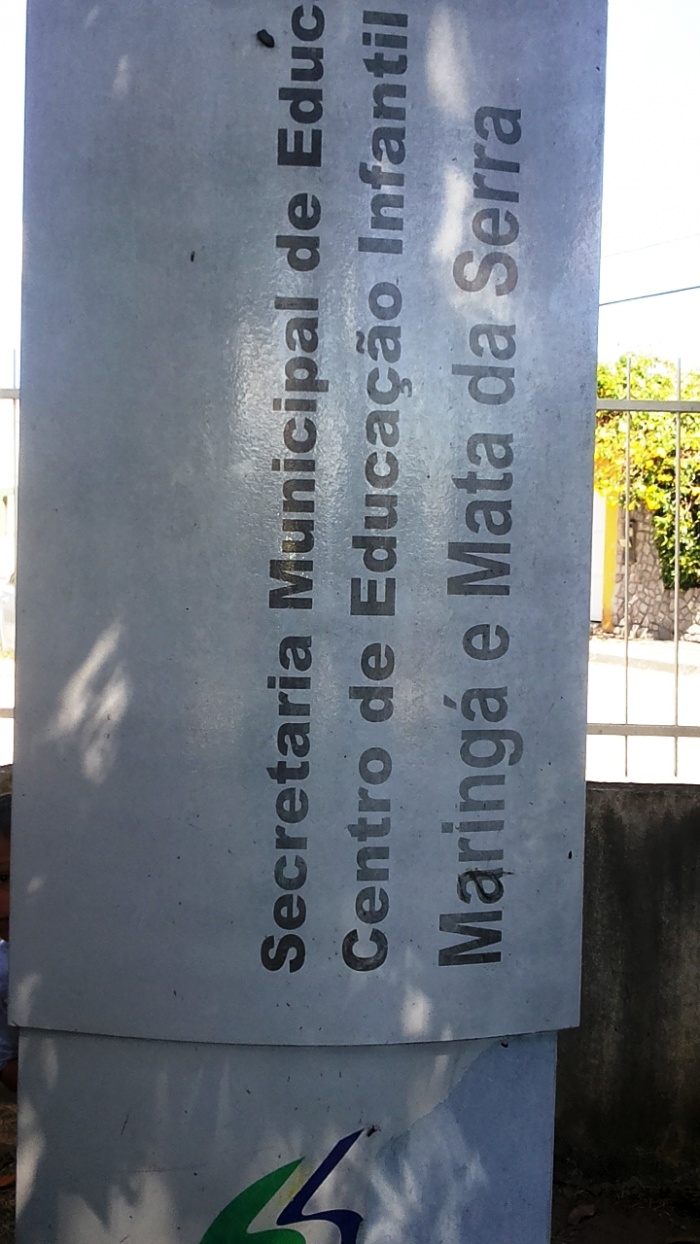 Secretaria Municipal de Educ
Centro de Educação Infantil
Maringá e Mata da Serra